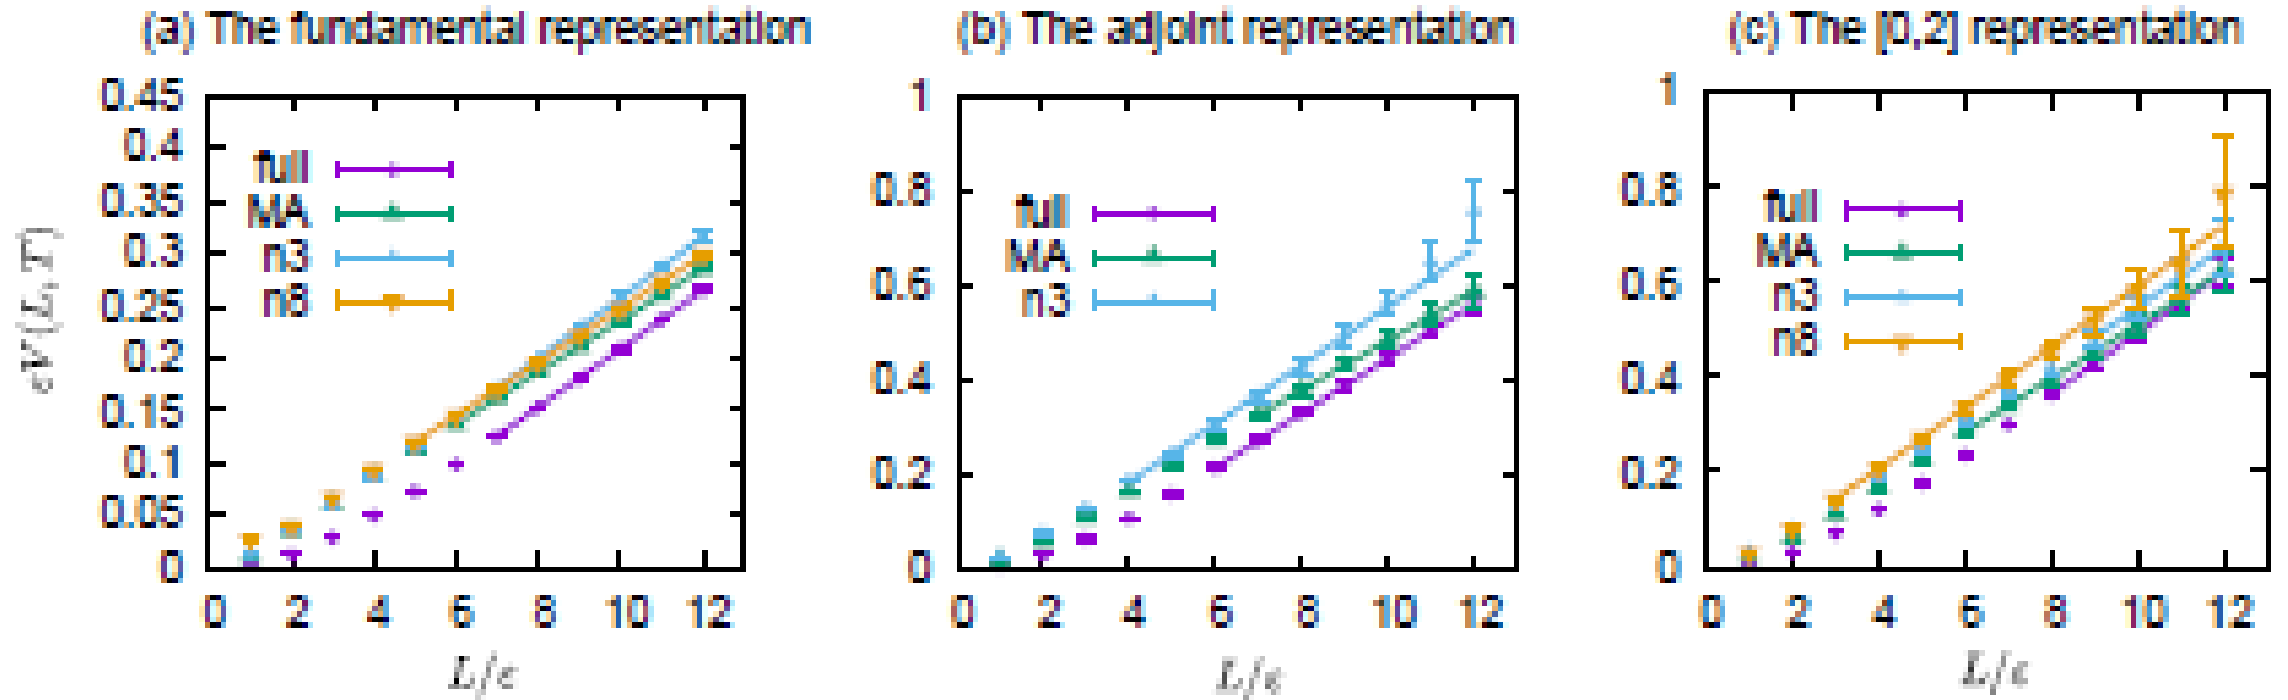 (a) The fundamental representation
0.45
0.4
0.35
0.3
0.25
0.2
0.15
0.1
0.05
0
full
MA
n3
n8
0 2 4 6 8 10 12
L/ϵ
ϵV(L,T)
(b) The adjoint representation
1
0.8
0.6
0.4
0.2
0
full
MA
n3
0 2 4 6 8 10 12
L/ϵ
(c) The [0,2] representation
1
0.8
0.6
0.4
0.2
0
full
MA
n3
n8
0 2 4 6 8 10 12
L/ϵ